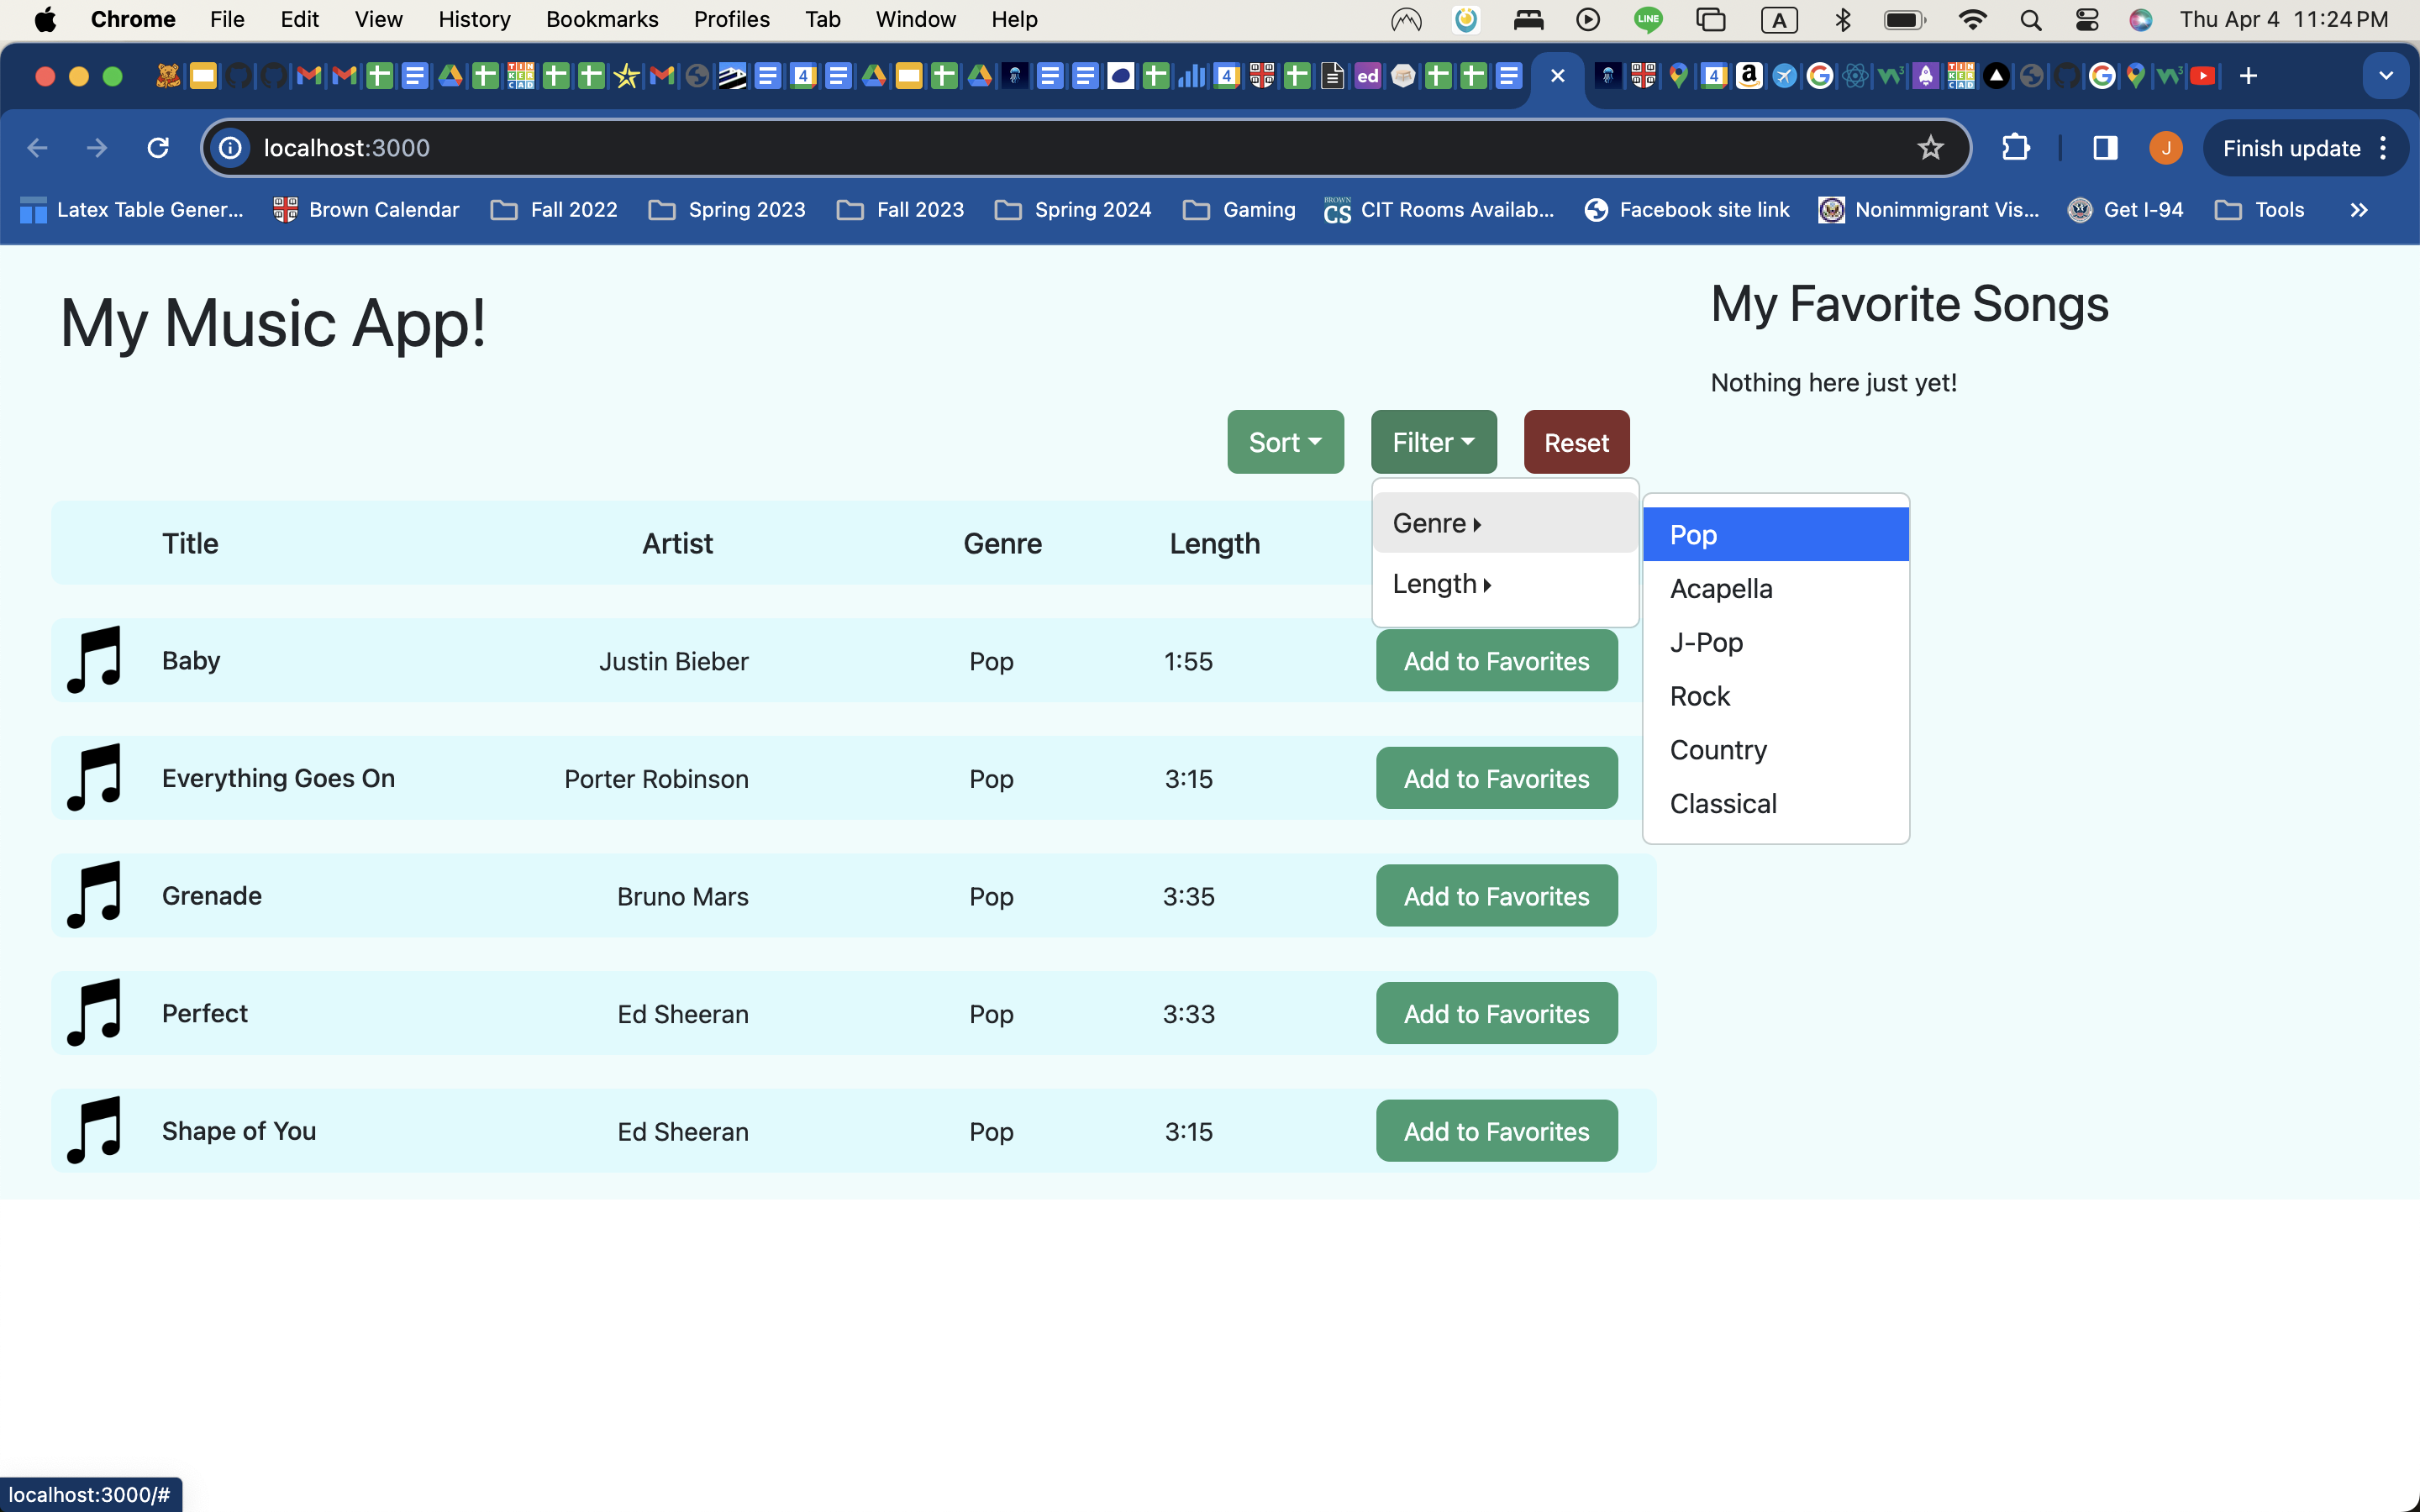 Chrome File Edit View History Bookmarks Profiles Tab Window Help LINE A Thu Apr 4 11:24 PM
localhost:3000 J Finish update
Latex Table Gener... Brown Calendar Fall 2022 Spring 2023 Fall 2023 Spring 2024 Gaming CIT Rooms Availab... Facebook site link Nonimmigrant Vis... Get I-94 Tools
My Music App!
My Favorite Songs
Nothing here just yet!
Sort Filter Reset
Genre
Length
Pop
Acapella
J-Pop
Rock
Country
Classical
Title Artist Genre Length
Baby Justin Bieber Pop 1:55 Add to Favorites
Everything Goes On Porter Robinson Pop 3:15 Add to Favorites
Grenade Bruno Mars Pop 3:35 Add to Favorites
Perfect Ed Sheeran Pop 3:33 Add to Favorites
Shape of You Ed Sheeran Pop 3:15 Add to Favorites
localhost:3000/#